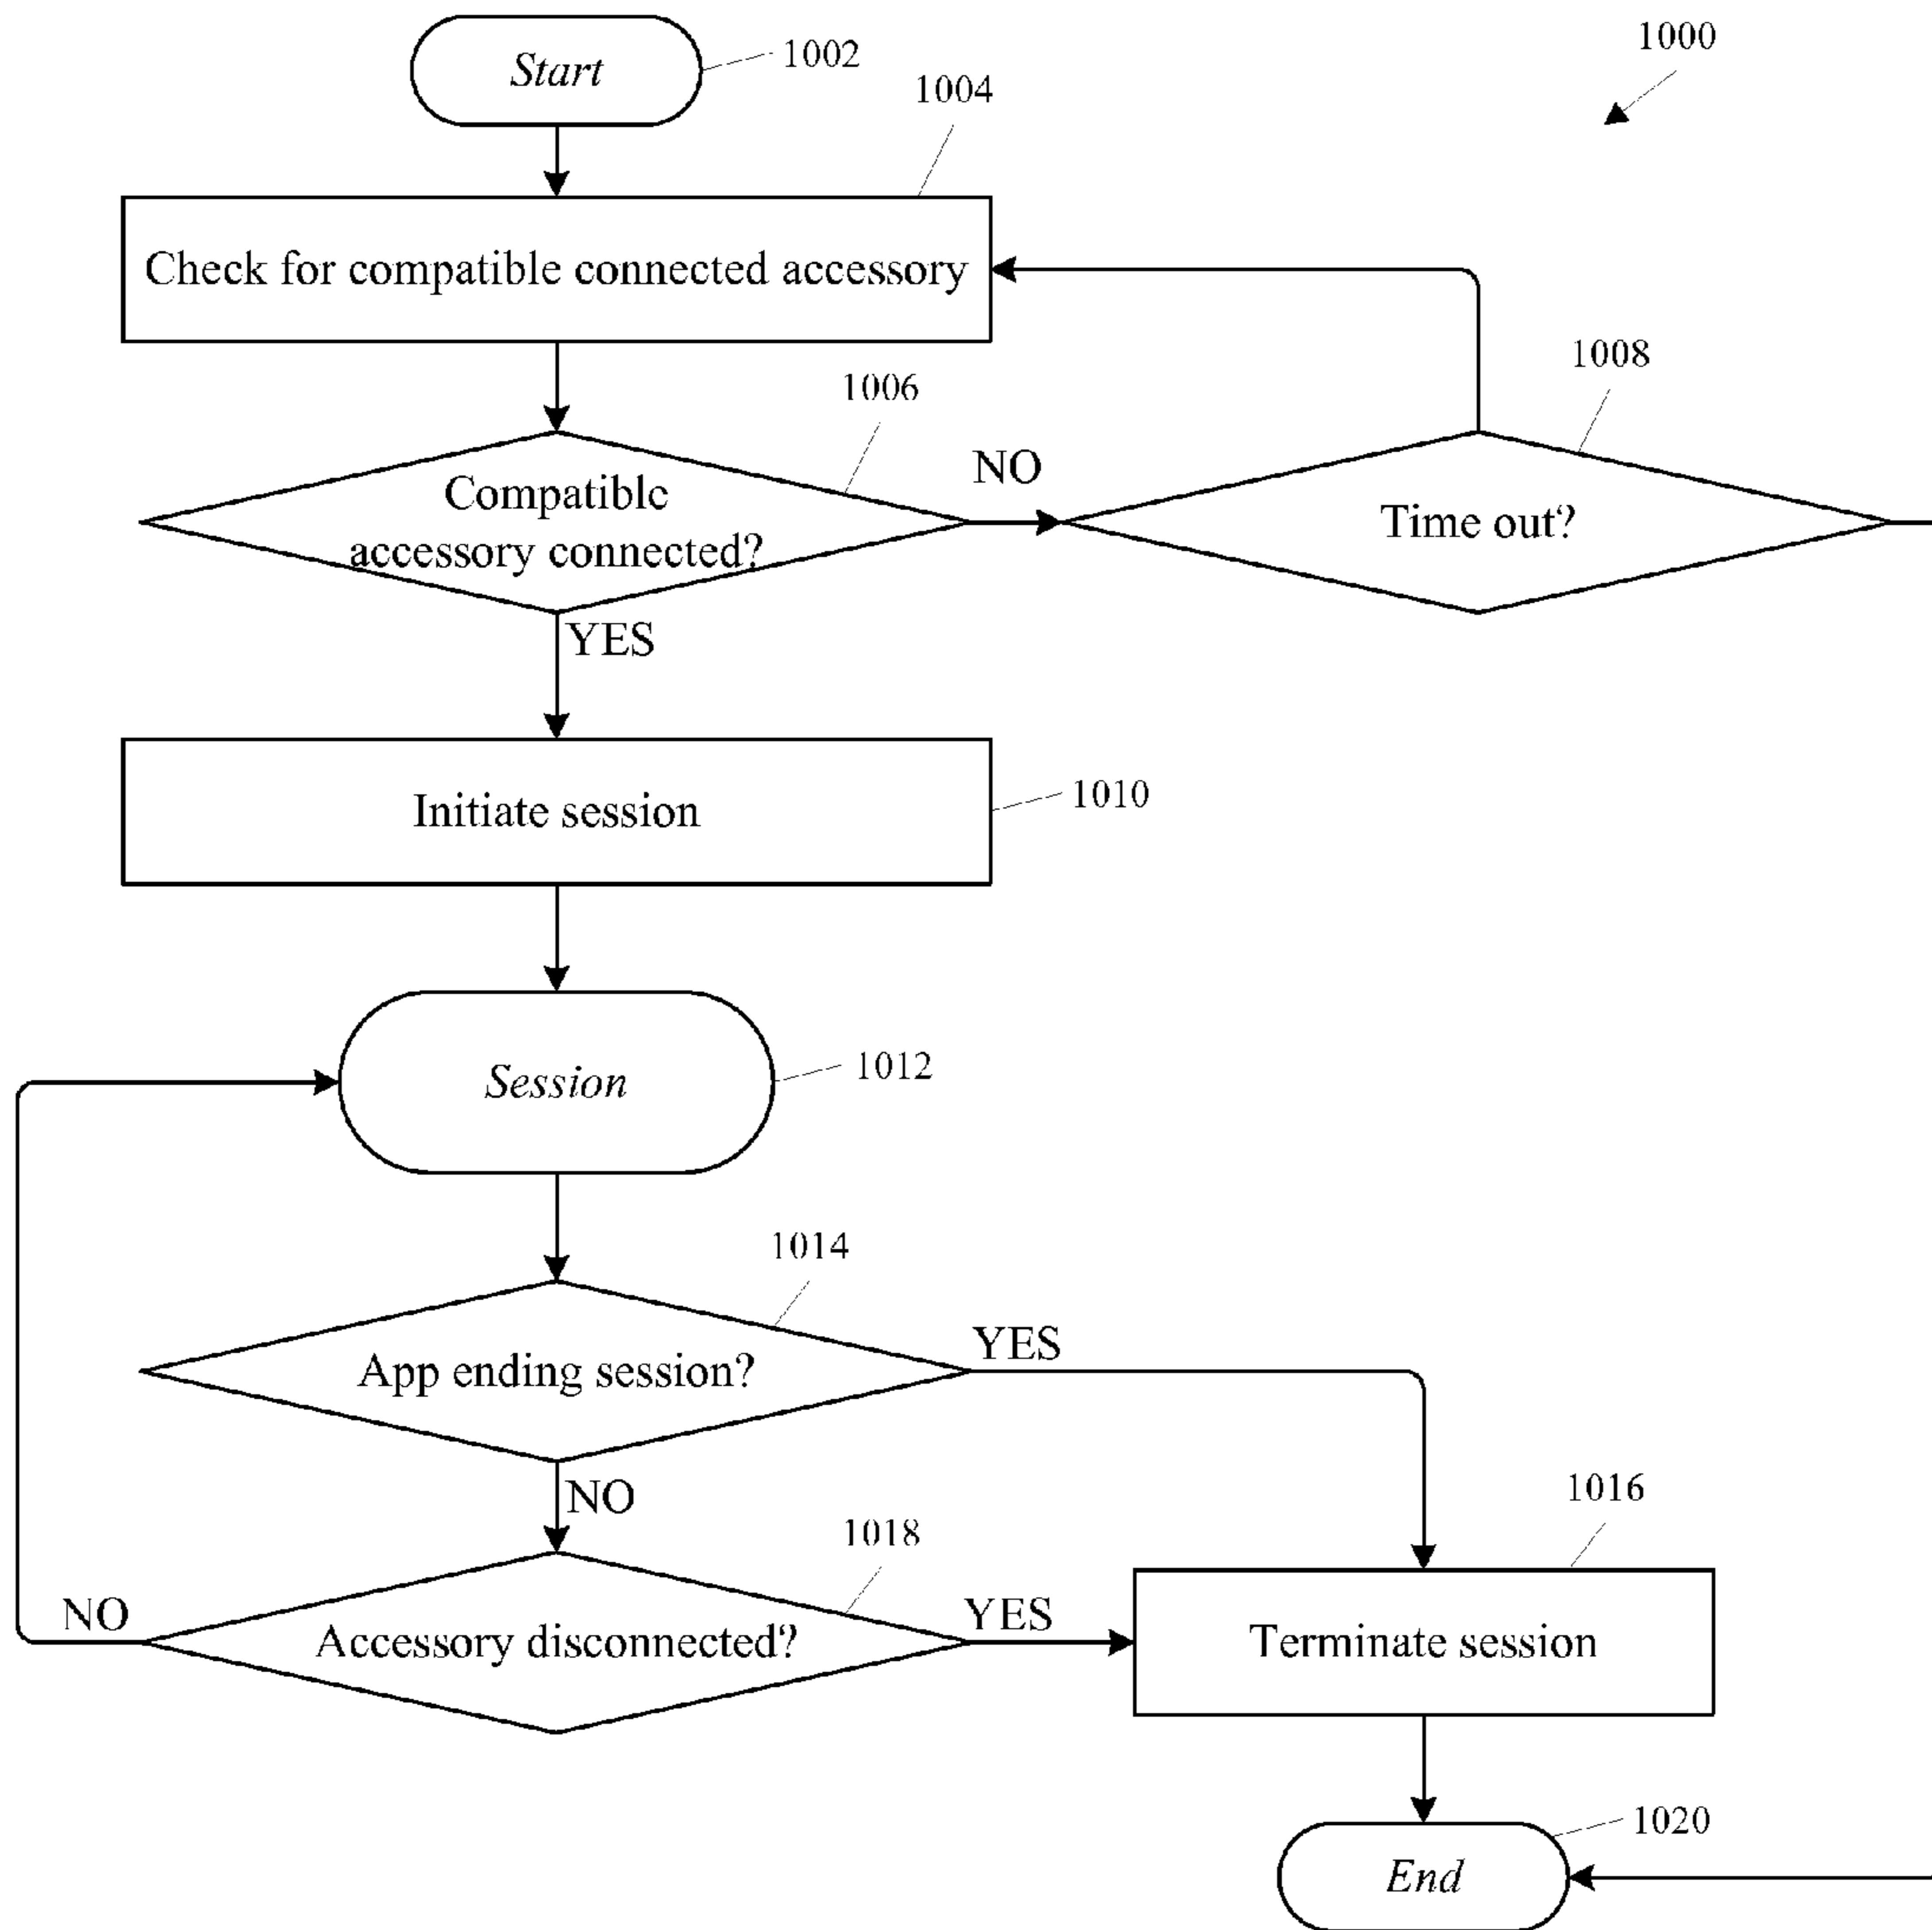 Start
1002
1000
1004
Check for compatible connected accessory
1006
1008
Compatible
accessory connected?
NO
Time out?
YES
Initiate session
1010
Session
1012
1014
App ending session?
YES
NO
1018
1016
Accessory disconnected?
NO
YES
Terminate session
1020
End